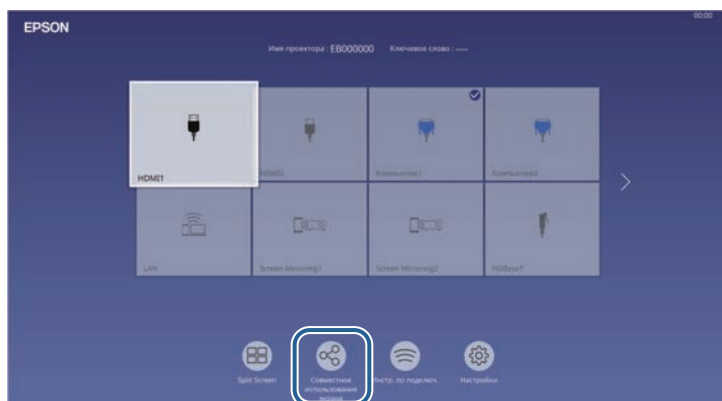 00:00
EPSON
Имя проектора : EB000000 Ключевое слово : ----
HDMI1
HDMI2
Компьютер1
Компьютер2
LAN
Screen Mirroring1
Screen Mirroring2
HDBaseT
Split Screen
Совместное
использование
экрана
Инстр. по подключ.
Настройки